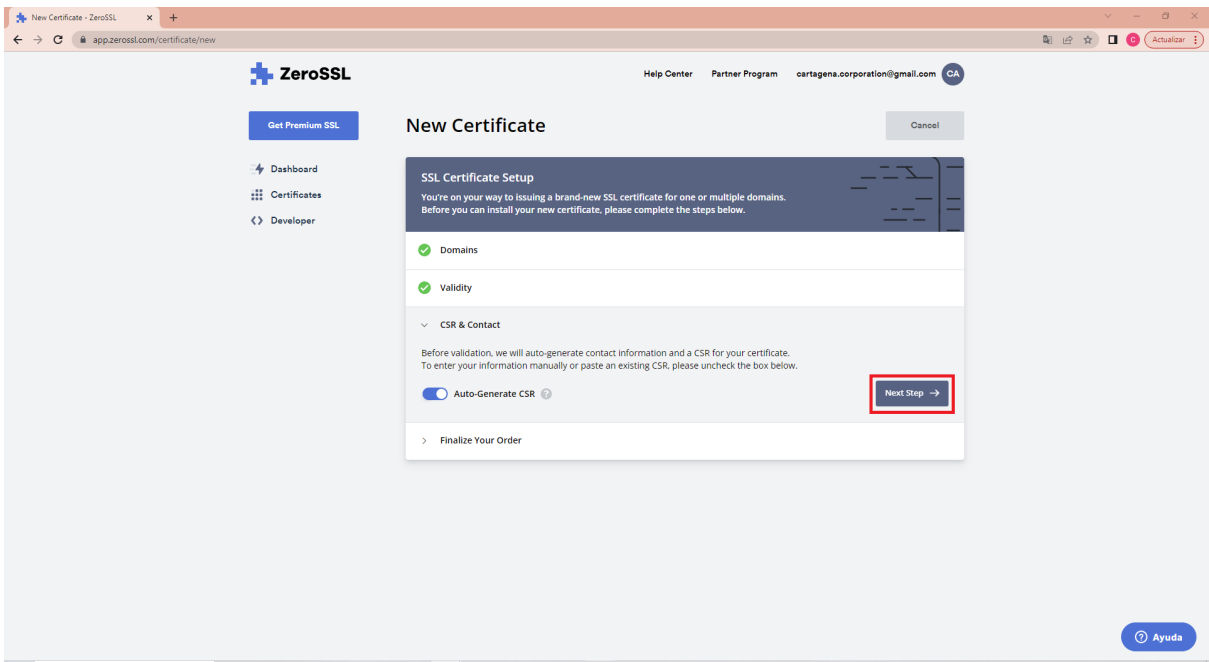 New Certificate - ZeroSSL
app.zerossl.com/certificate/new
C
Actualizar
ZeroSSL
Help Center
Partner Program
cartagena.corporation@gmail.com
CA
Get Premium SSL
New Certificate
Cancel
Dashboard
Certificates
Developer
SSL Certificate Setup
You're on your way to issuing a brand-new SSL certificate for one or multiple domains.
Before you can install your new certificate, please complete the steps below.
Domains
Validity
CSR & Contact
Before validation, we will auto-generate contact information and a CSR for your certificate.
To enter your information manually or paste an existing CSR, please uncheck the box below.
Auto-Generate CSR ?
Next Step →
Finalize Your Order
? Ayuda